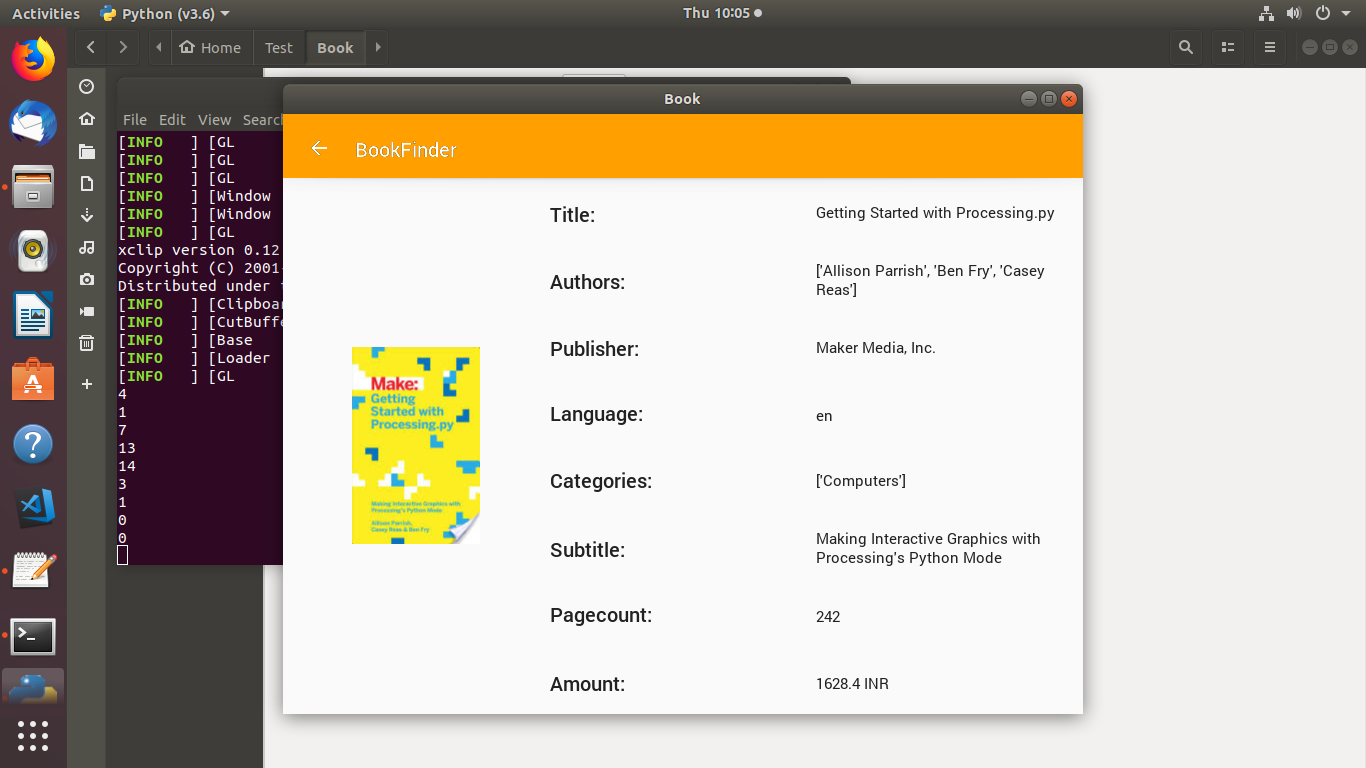 Activities
Python (v3.6)
Thu 10:05
Home
Test
Book
File Edit View Search
[INFO ] [GL
[INFO ] [GL
[INFO ] [GL
[INFO ] [Window
[INFO ] [Window
[INFO ] [GL
xclip version 0.12
Copyright (C) 2001
Distributed under
[INFO ] [Clipboar
[INFO ] [CutBuffe
[INFO ] [Base
[INFO ] [Loader
[INFO ] [GL
4
1
7
13
14
3
1
0
0
Book
BookFinder
Make:
Getting
Started with
Processing.py
Making Interactive Graphics with
Processing's Python Mode
Allison Parrish,
Casey Reas & Ben Fry
Title:
Getting Started with Processing.py
Authors:
['Allison Parrish', 'Ben Fry', 'Casey
Reas']
Publisher:
Maker Media, Inc.
Language:
en
Categories:
['Computers']
Subtitle:
Making Interactive Graphics with
Processing's Python Mode
Pagecount:
242
Amount:
1628.4 INR